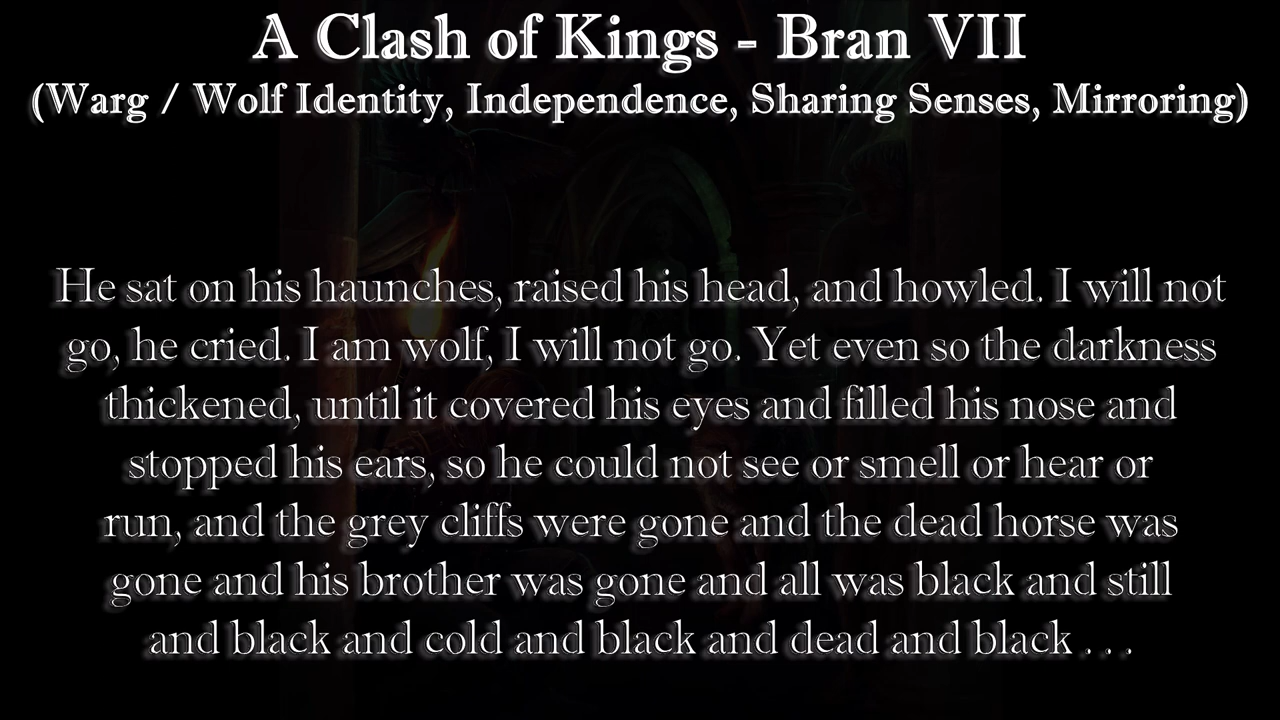 A Clash of Kings - Bran VII
(Warg / Wolf Identity, Independence, Sharing Senses, Mirroring)
He sat on his haunches, raised his head, and howled. I will not
go, he cried. I am wolf, I will not go. Yet even so the darkness
thickened, until it covered his eyes and filled his nose and
stopped his ears, so he could not see or smell or hear or
run, and the grey cliffs were gone and the dead horse was
gone and his brother was gone and all was black and still
and black and cold and black and dead and black . . .